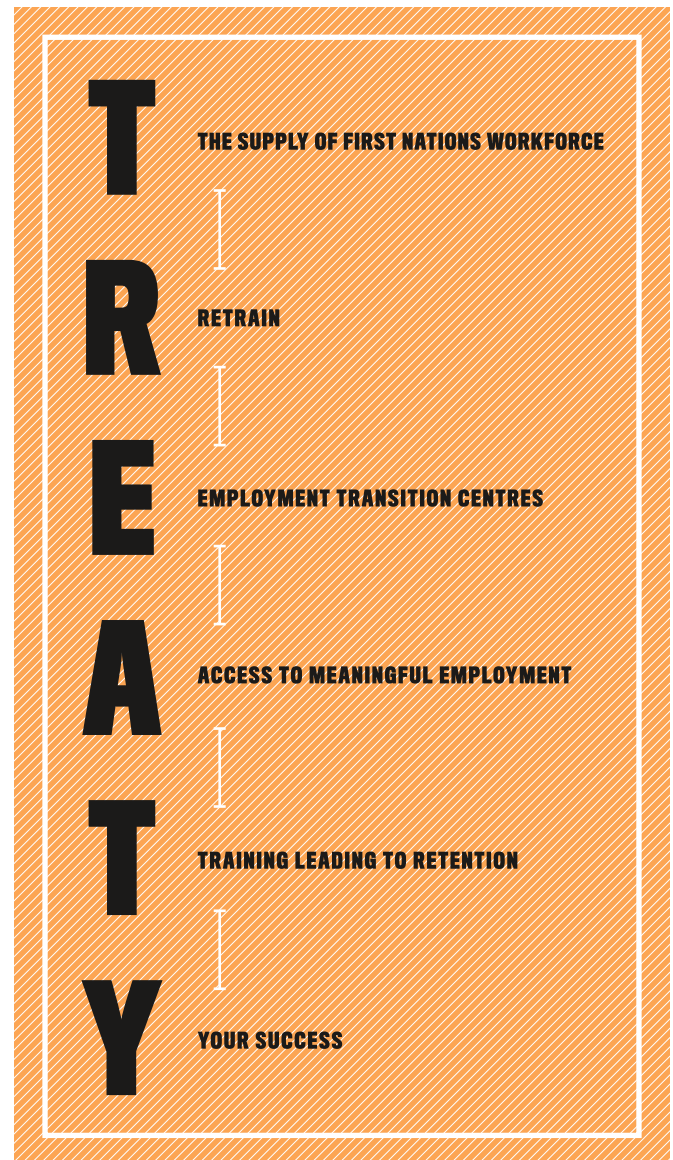 T
THE SUPPLY OF FIRST NATIONS WORKFORCE
R
RETRAIN
E
EMPLOYMENT TRANSITION CENTRES
A
ACCESS TO MEANINGFUL EMPLOYMENT
T
TRAINING LEADING TO RETENTION
Y
YOUR SUCCESS